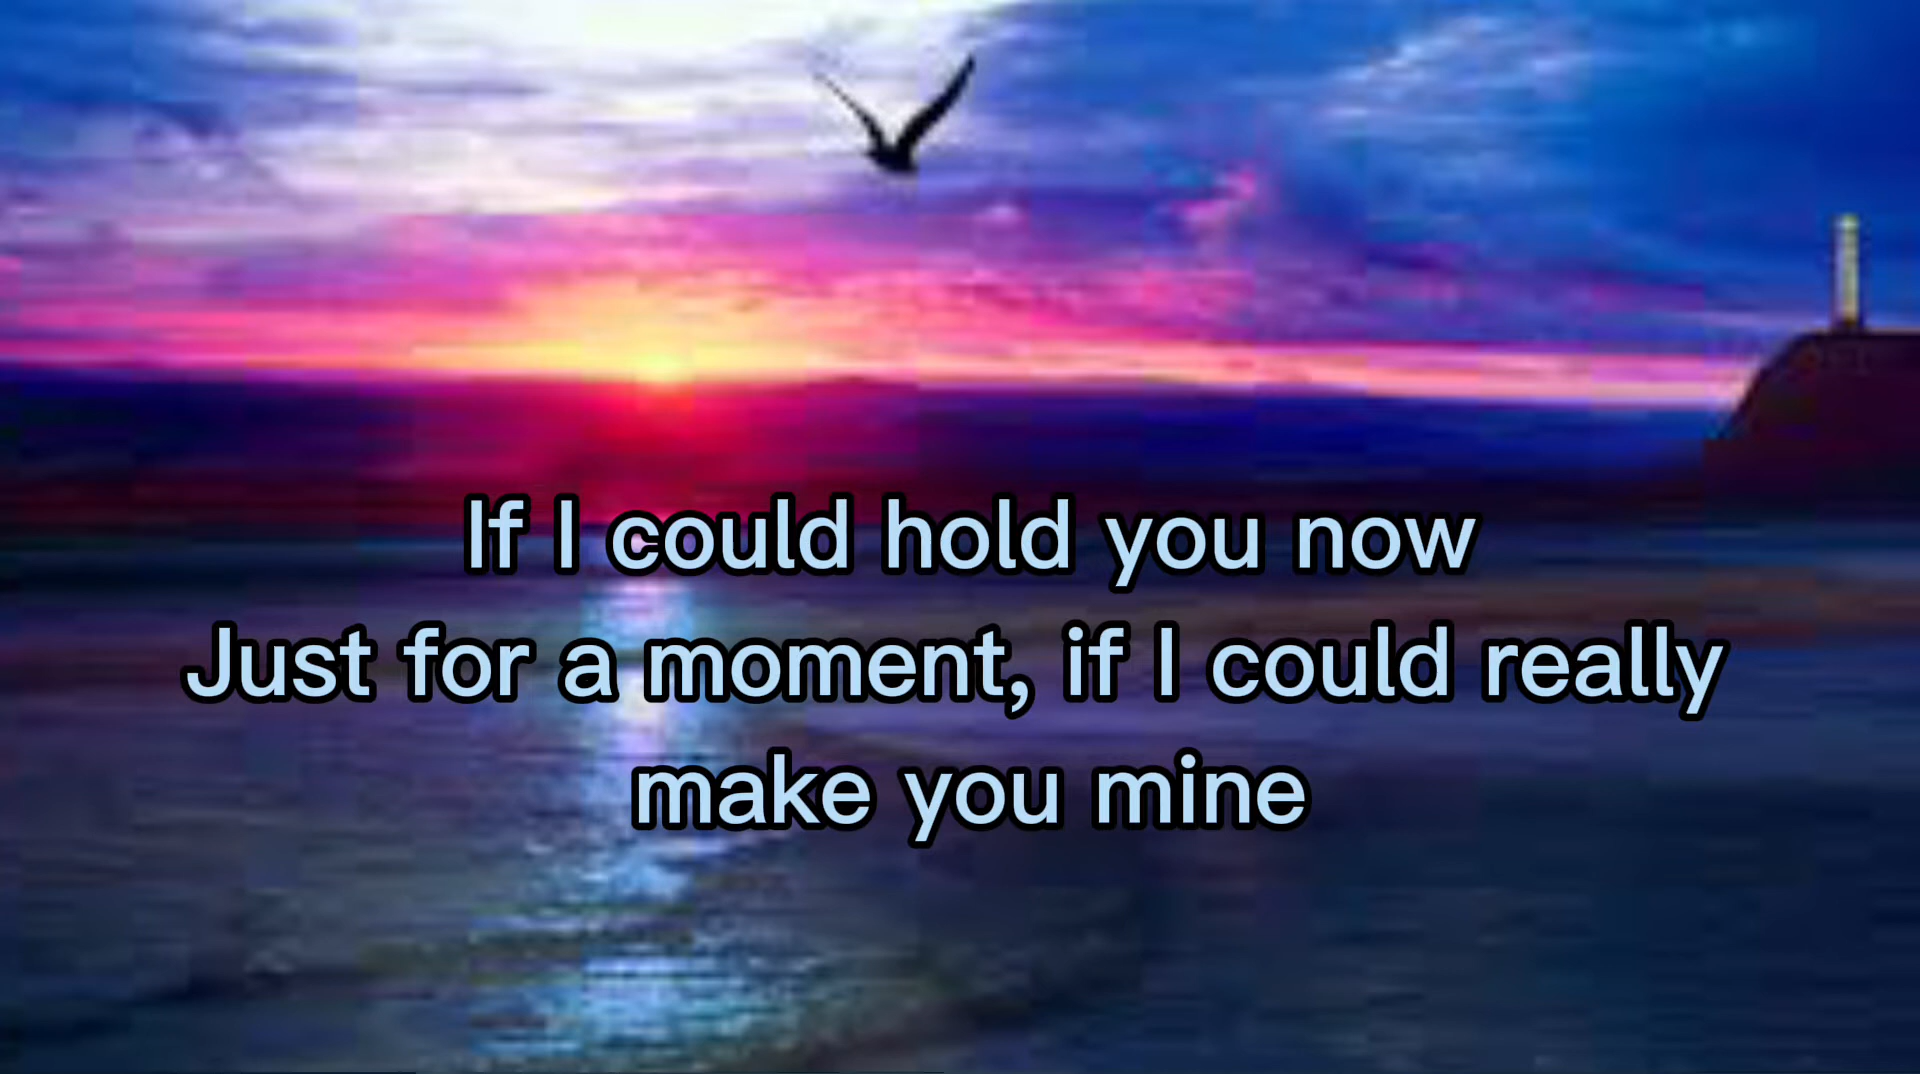 If I could hold you now
Just for a moment, if I could really
make you mine